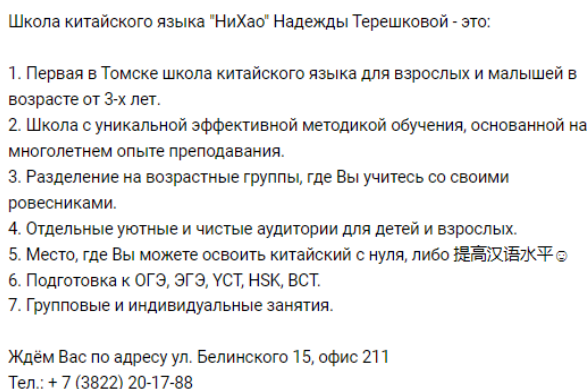 Школа китайского языка "НиХао" Надежды Терешковой - это:
1. Первая в Томске школа китайского языка для взрослых и малышей в
возрасте от 3-х лет.
2. Школа с уникальной эффективной методикой обучения, основанной на
многолетнем опыте преподавания.
3. Разделение на возрастные группы, где Вы учитесь со своими
ровесниками.
4. Отдельные уютные и чистые аудитории для детей и взрослых.
5. Место, где Вы можете освоить китайский с нуля, либо 提高汉语水平☺
6. Подготовка к ОГЭ, ЭГЭ, YCT, HSK, BCT.
7. Групповые и индивидуальные занятия.
Ждём Вас по адресу ул. Белинского 15, офис 211
Тел.: + 7 (3822) 20-17-88